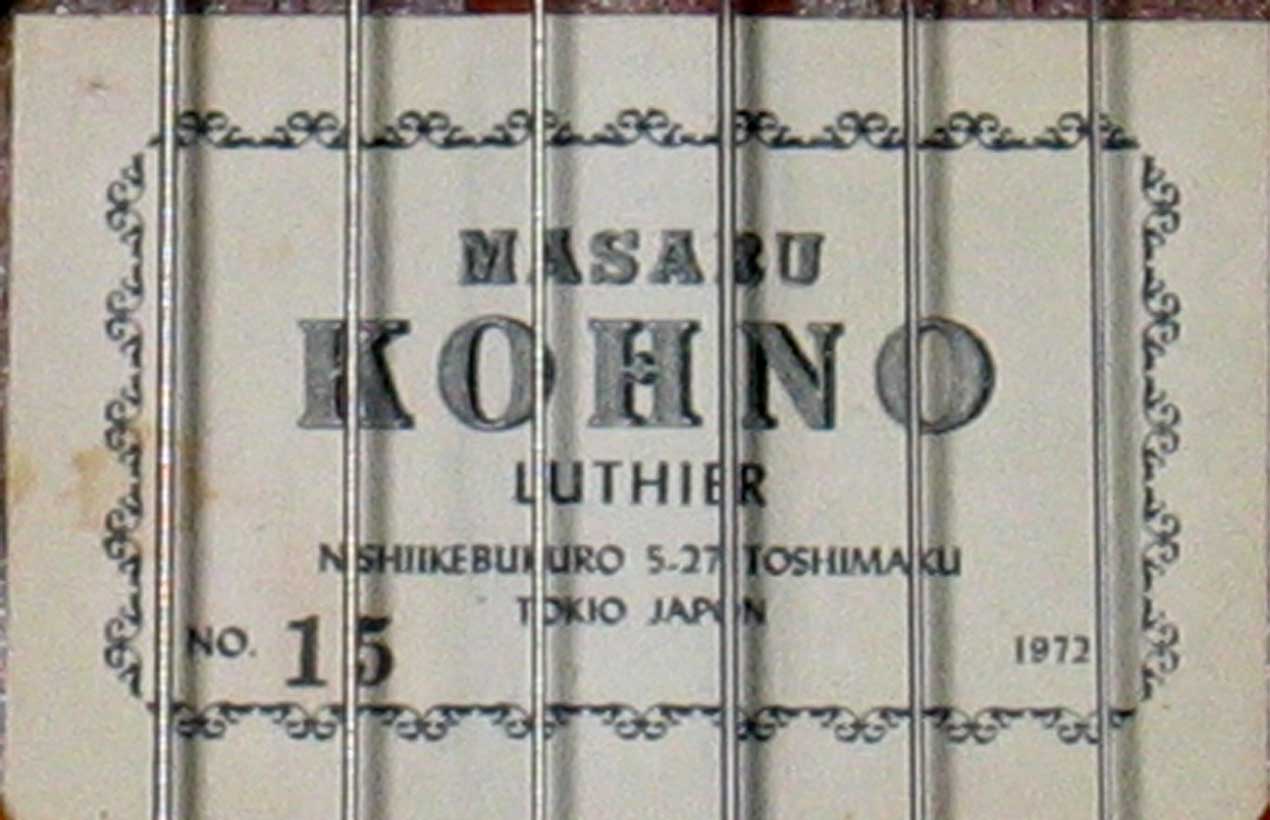 MASARU
KOHNO
LUTHIER
NISHIIKEBUKURO 5-27 TOSHIMAKU
TOKIO JAPON
NO. 15
1972